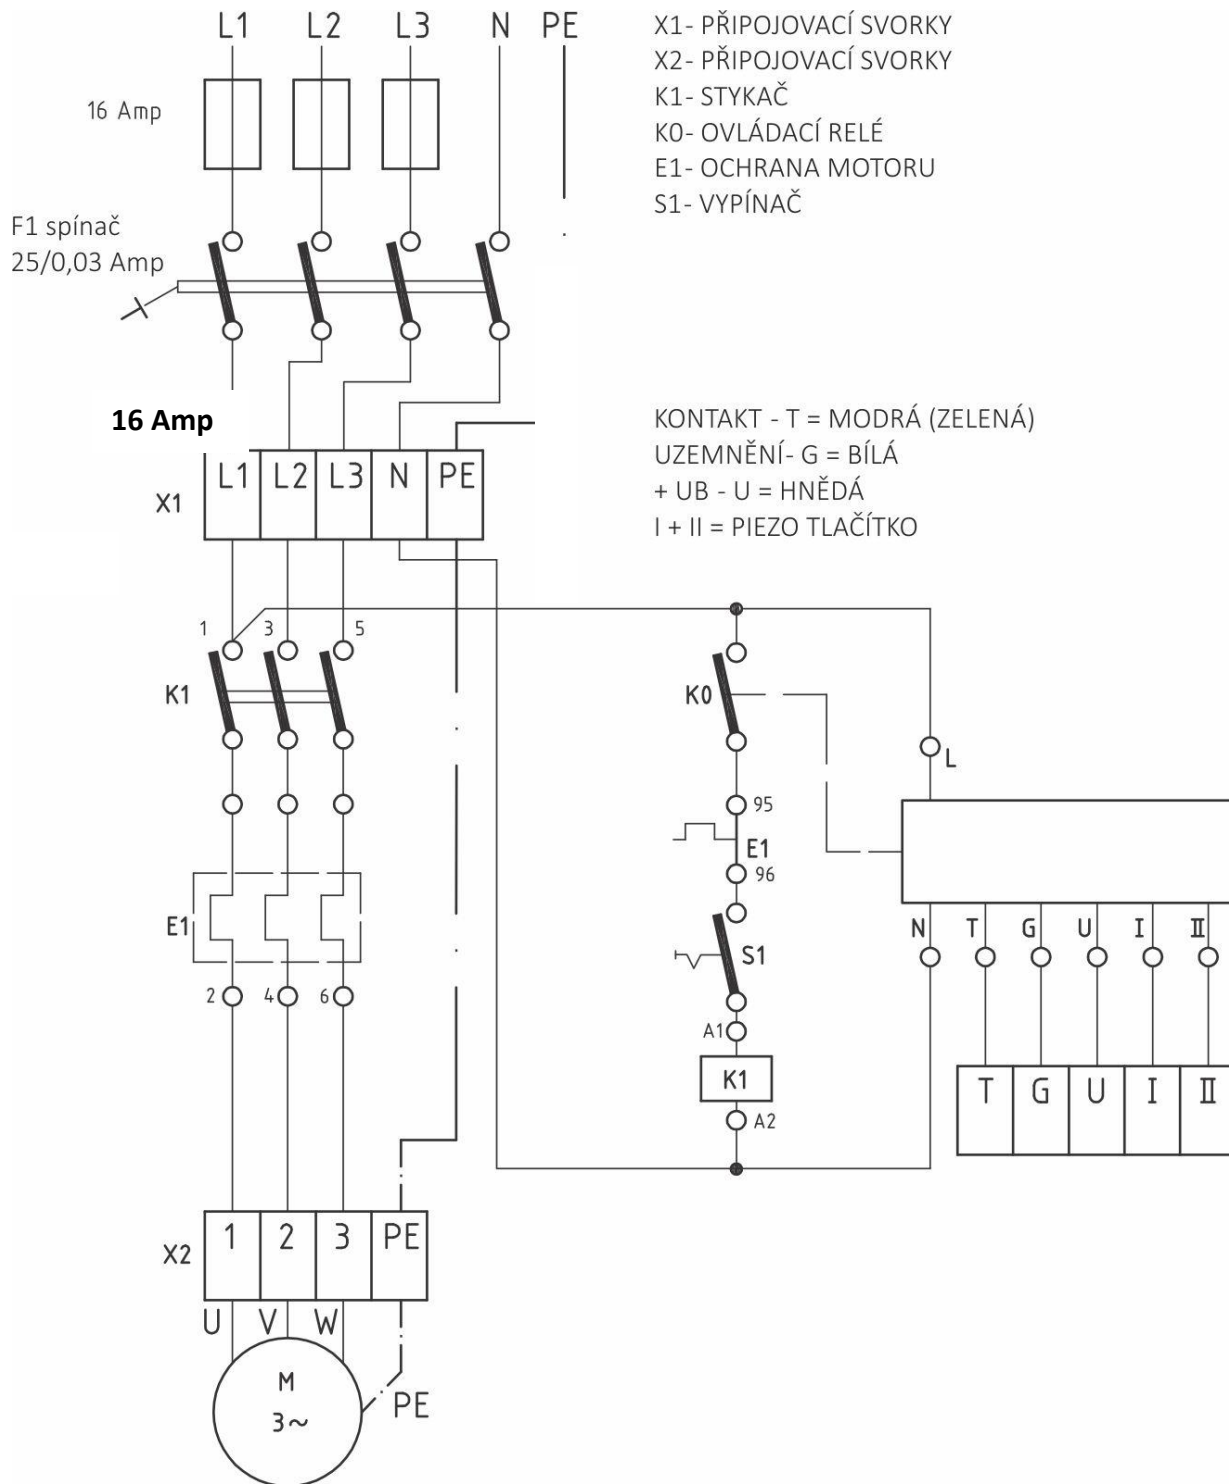 L1 L2 L3 N PE
X1- PŘIPOJOVACÍ SVORKY
X2- PŘIPOJOVACÍ SVORKY
K1- STYKAČ
K0- OVLÁDACÍ RELÉ
E1- OCHRANA MOTORU
S1- VYPÍNAČ
16 Amp
F1 spínač
25/0,03 Amp
16 Amp
KONTAKT - T = MODRÁ (ZELENÁ)
UZEMNĚNÍ- G = BÍLÁ
+ UB - U = HNĚDÁ
I + II = PIEZO TLAČÍTKO
X1 L1 L2 L3 N PE
1 3 5
K1
K0
L
95
E1
96
N T G U I II
E1
S1
2 4 6
A1
K1
A2
T G U I II
X2 1 2 3 PE
U V W
M
3~
PE